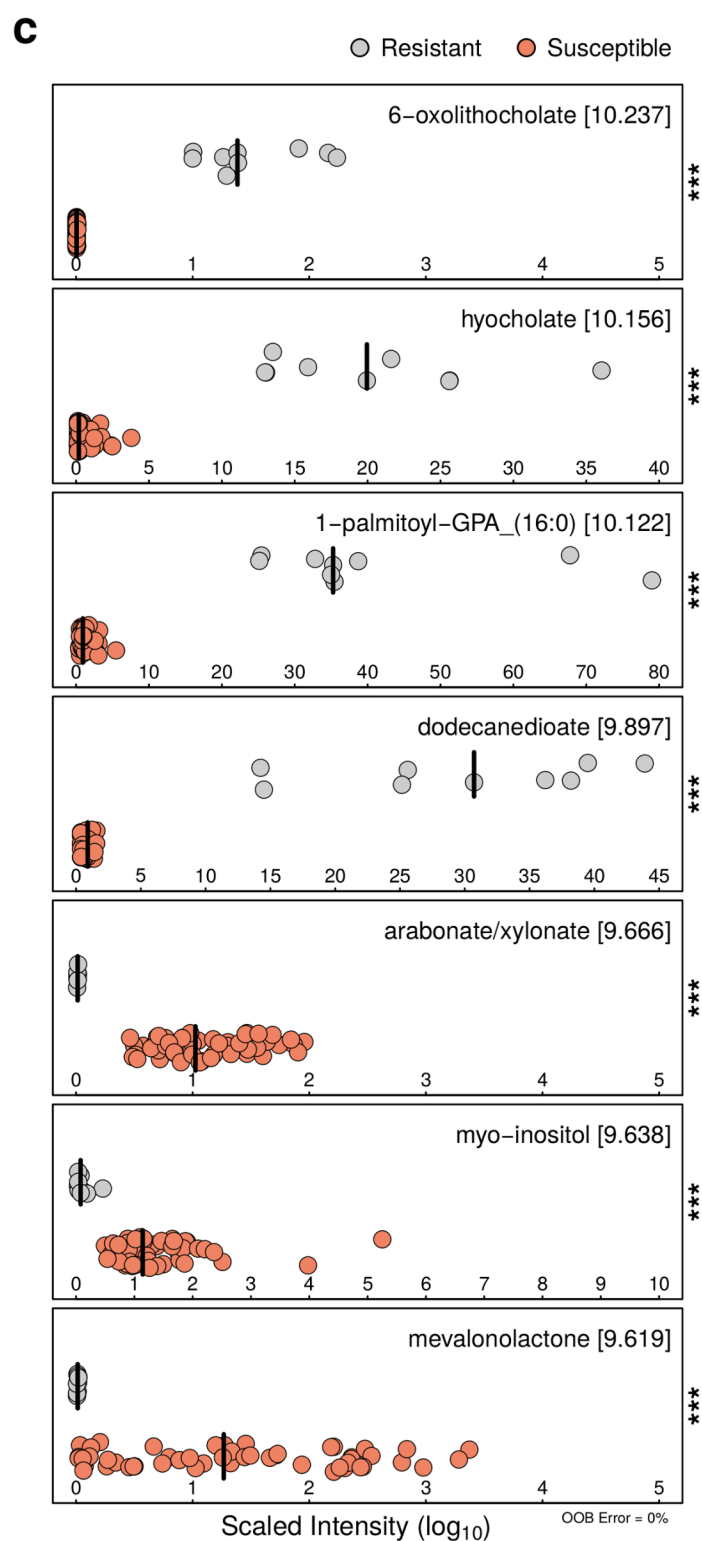 c
Resistant Susceptible
6−oxolithocholate [10.237]
***
0 1 2 3 4 5
hyocholate [10.156]
***
0 5 10 15 20 25 30 35 40
1−palmitoyl−GPA_(16:0) [10.122]
***
0 10 20 30 40 50 60 70 80
dodecanedioate [9.897]
***
0 5 10 15 20 25 30 35 40 45
arabonate/xylonate [9.666]
***
0 1 2 3 4 5
myo−inositol [9.638]
***
0 1 2 3 4 5 6 7 8 9 10
mevalonolactone [9.619]
***
0 1 2 3 4 5
Scaled Intensity (log₁₀)
OOB Error = 0%